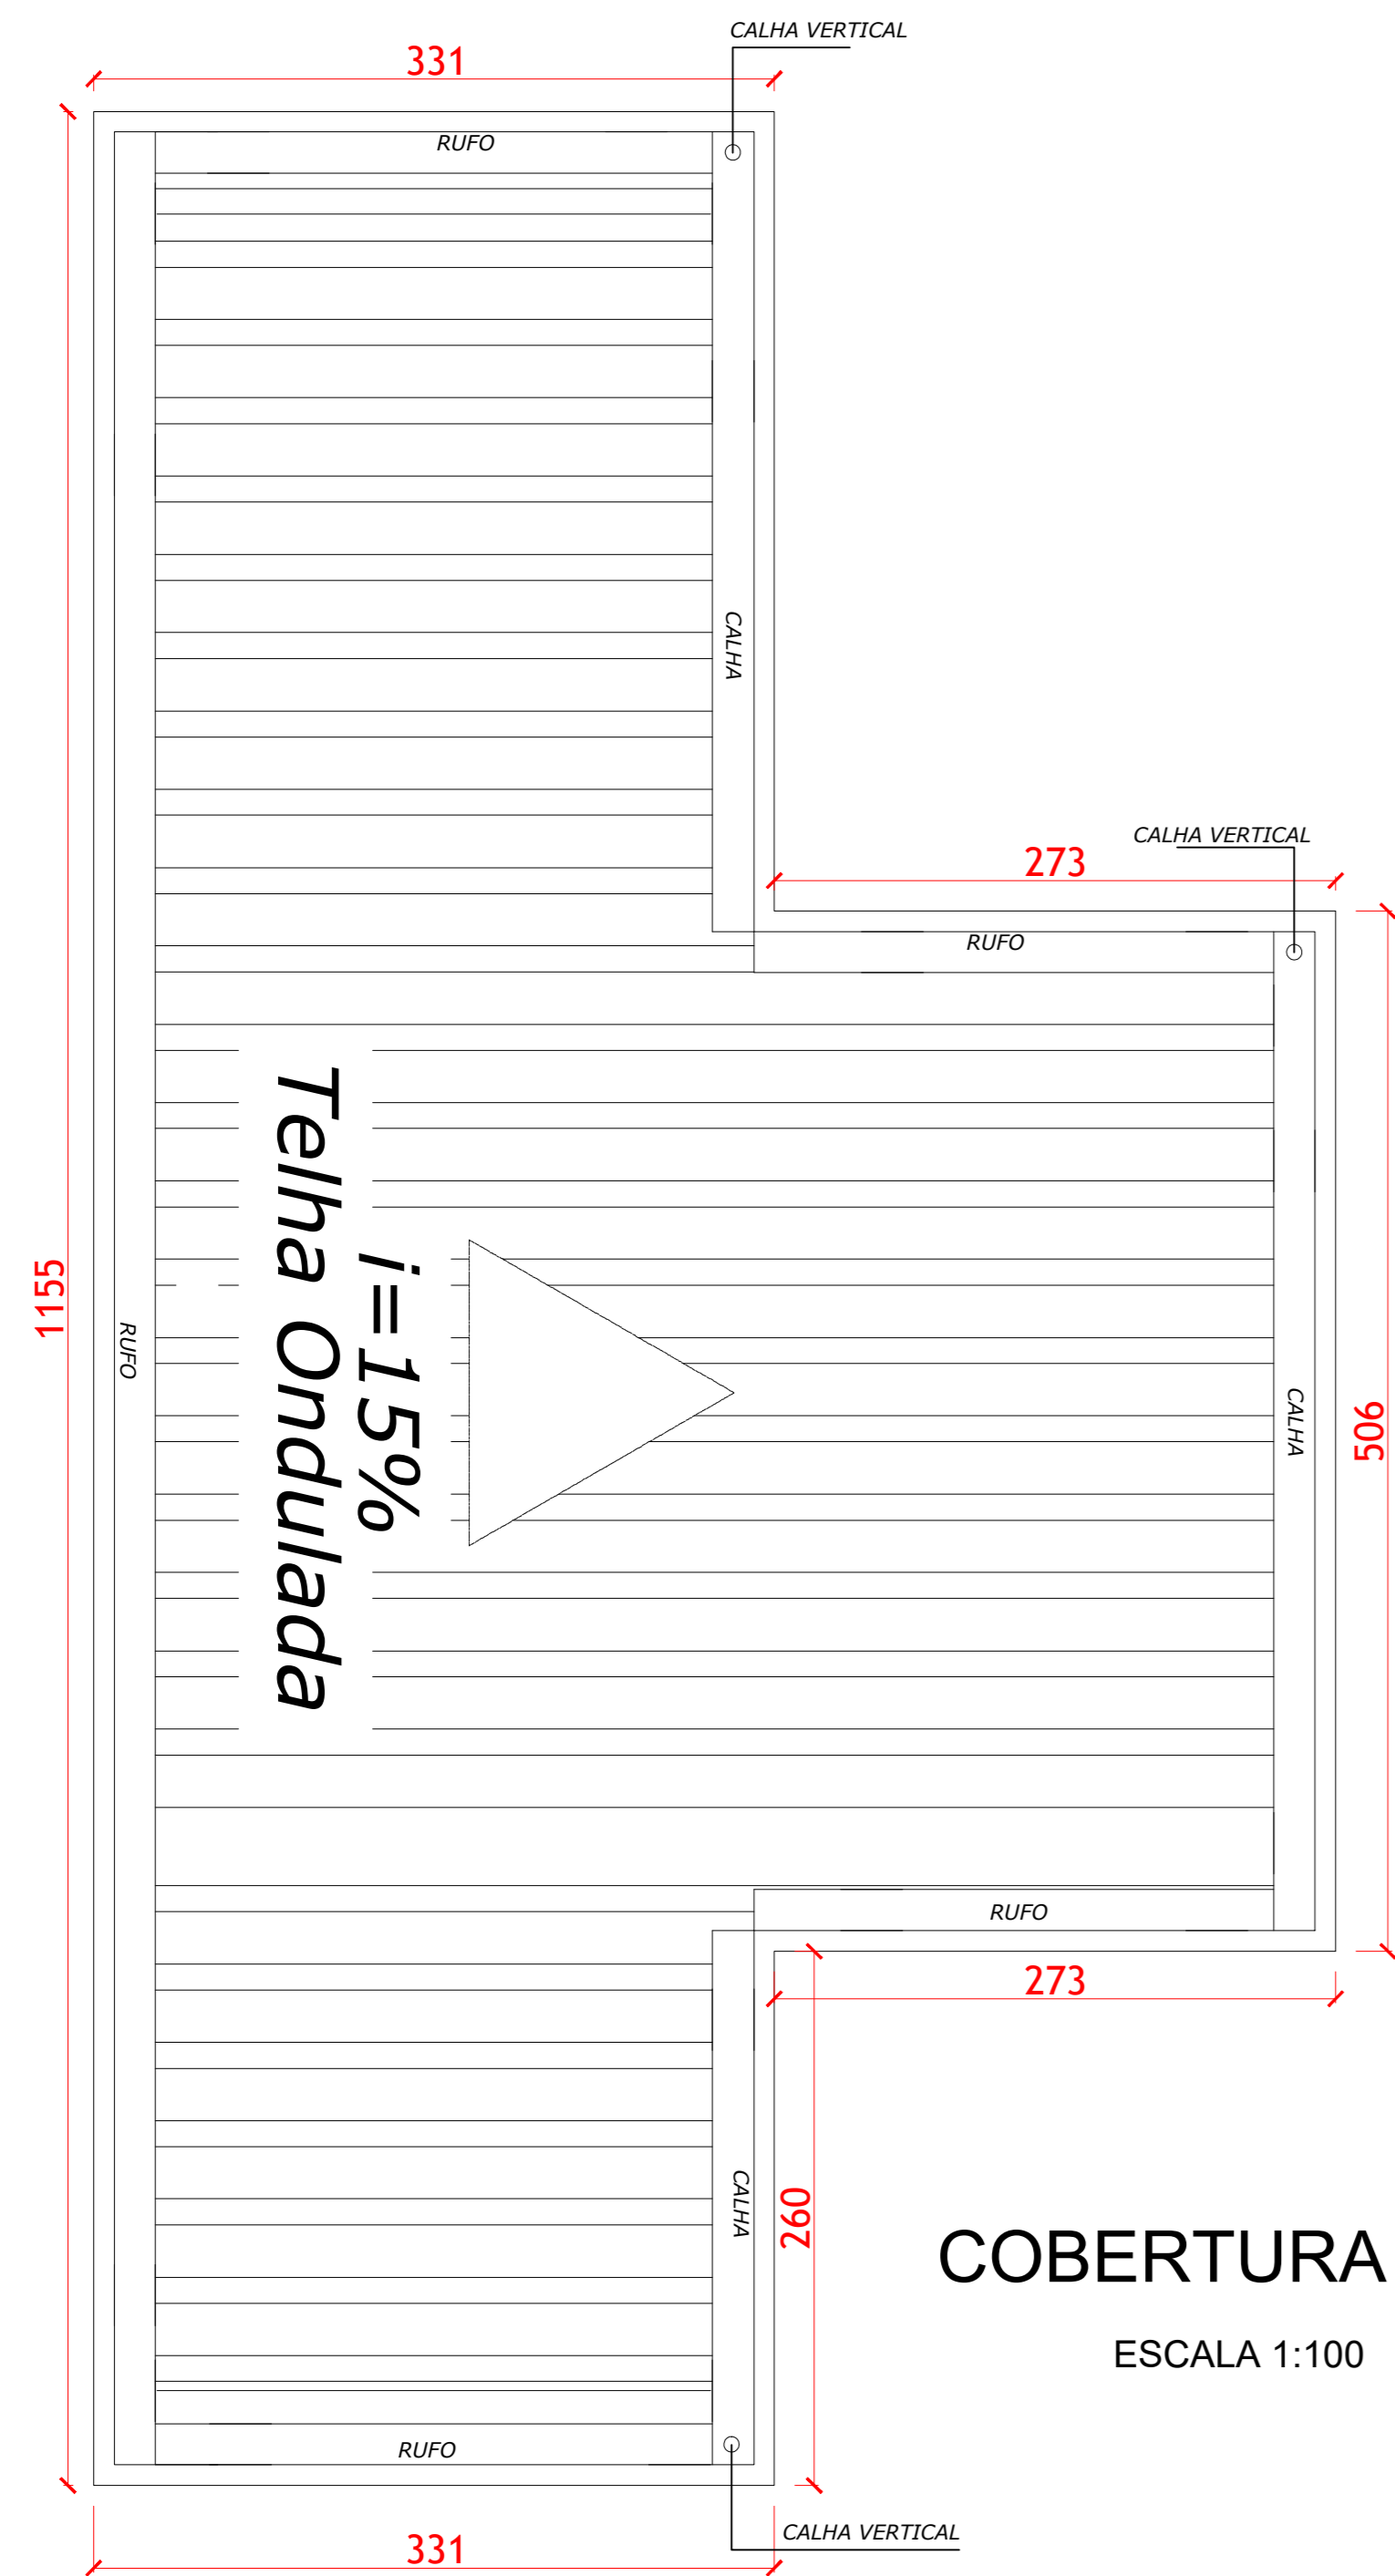 CALHA VERTICAL
331
RUFO
CALHA
CALHA VERTICAL
273
RUFO
Telha Ondulada
i=15%
1155
RUFO
CALHA
506
RUFO
273
CALHA
260
COBERTURA
ESCALA 1:100
RUFO
CALHA VERTICAL
331